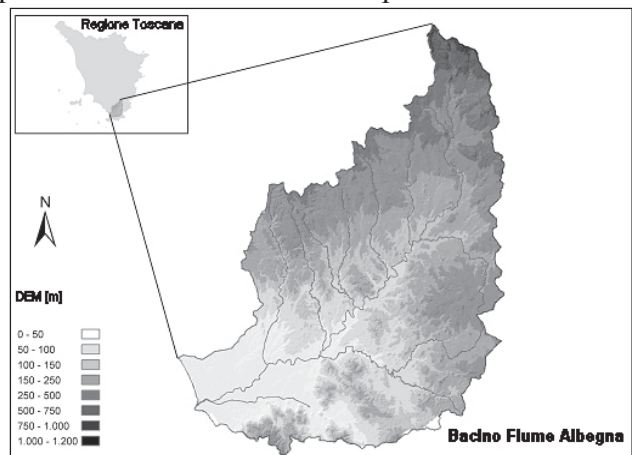 Regione Toscana
N
DEM [m]
0 - 50
50 - 100
100 - 150
150 - 250
250 - 500
500 - 750
750 - 1.000
1.000 - 1.200
Bacino Fiume Albegna